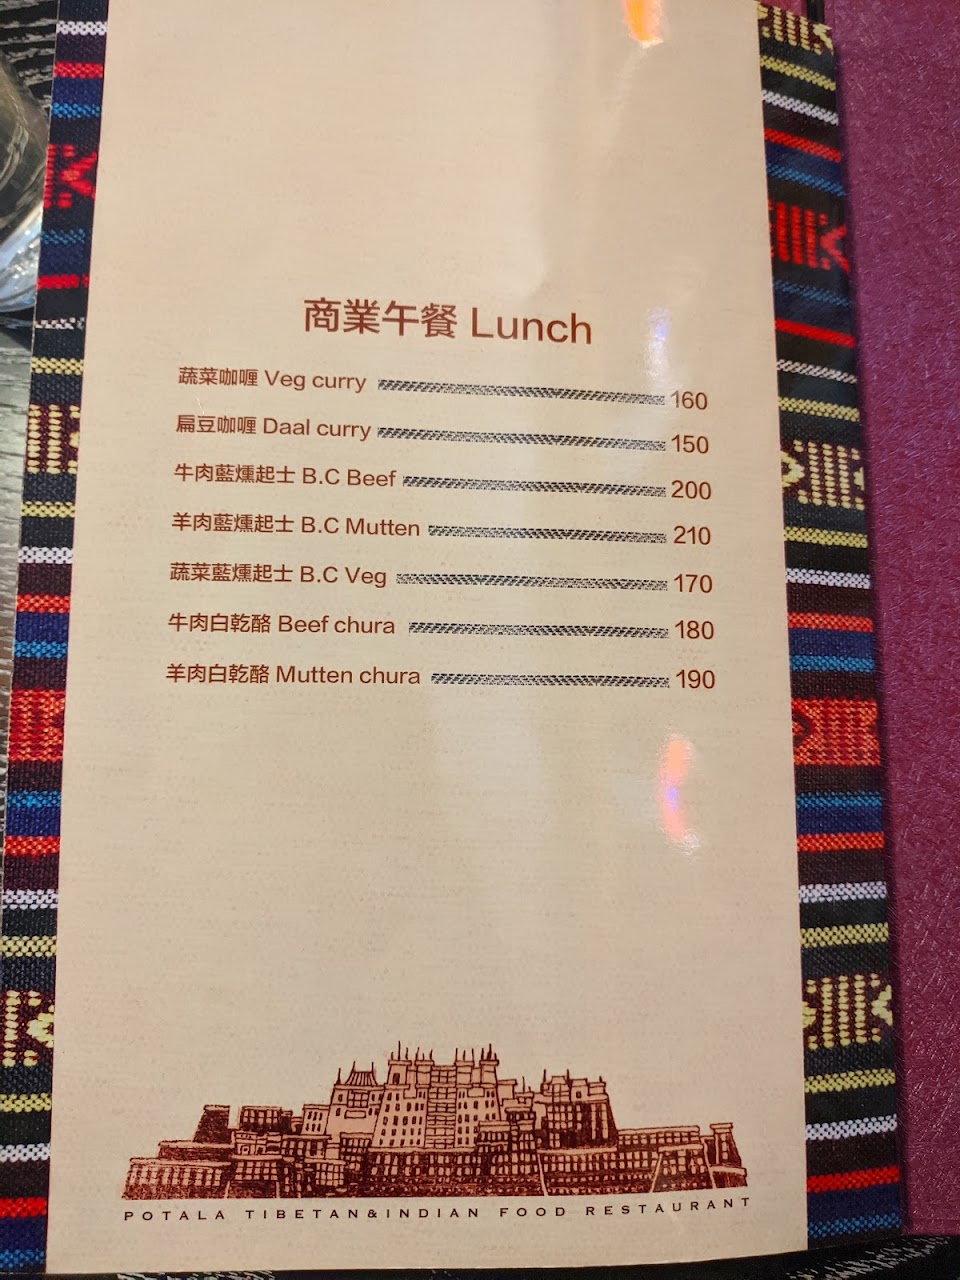 商業午餐 Lunch
蔬菜咖喱 Veg curry 160
扁豆咖喱 Daal curry 150
牛肉藍燻起士 B.C Beef 200
羊肉藍燻起士 B.C Mutten 210
蔬菜藍燻起士 B.C Veg 170
牛肉白乾酪 Beef chura 180
羊肉白乾酪 Mutten chura 190
POTALA TIBETAN&INDIAN FOOD RESTAURANT